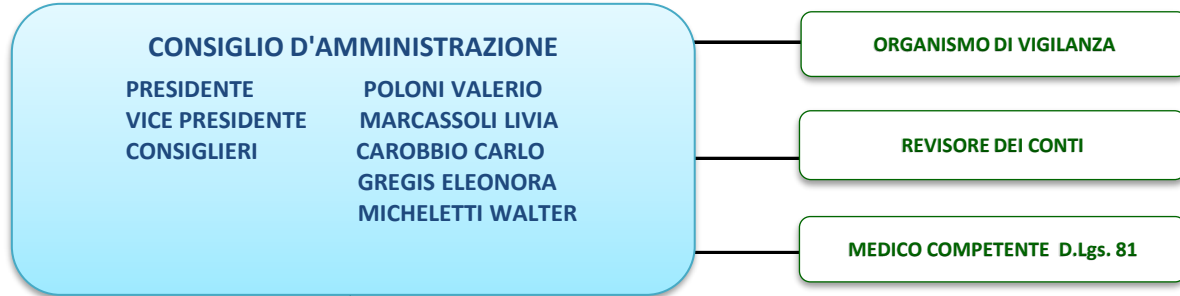 CONSIGLIO D'AMMINISTRAZIONE
PRESIDENTE POLONI VALERIO
VICE PRESIDENTE MARCASSOLI LIVIA
CONSIGLIERI CAROBBIO CARLO
GREGIS ELEONORA
MICHELETTI WALTER
ORGANISMO DI VIGILANZA
REVISORE DEI CONTI
MEDICO COMPETENTE D.Lgs. 81